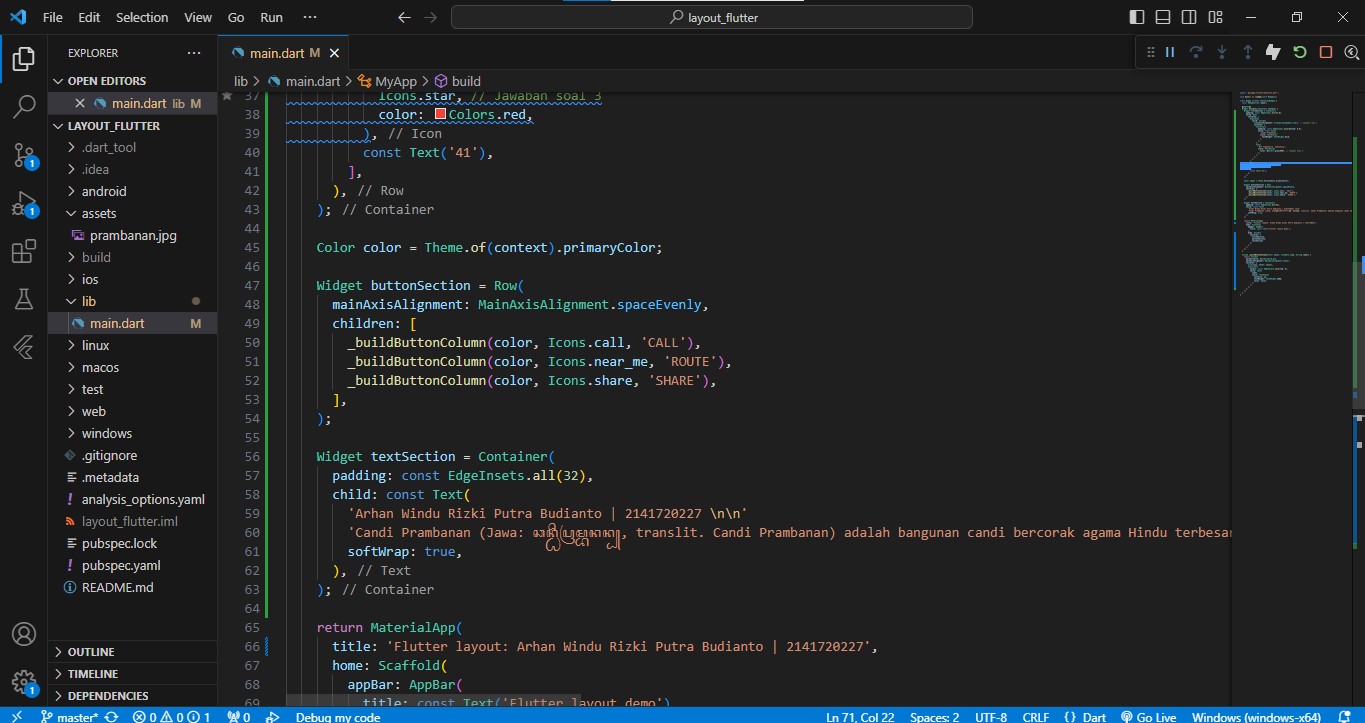 File Edit Selection View Go Run ··· layout_flutter
EXPLORER ···
OPEN EDITORS
main.dart lib M
LAYOUT_FLUTTER
.dart_tool
.idea
android
assets
prambanan.jpg
build
ios
lib
main.dart M
linux
macos
test
web
windows
.gitignore
.metadata
analysis_options.yaml
layout_flutter.iml
pubspec.lock
pubspec.yaml
README.md
OUTLINE
TIMELINE
DEPENDENCIES
1
1
1
main.dart M
lib > main.dart > MyApp > build
37 Icons.star, // Jawaban soal 3
38 color: Colors.red,
39 ), // Icon
40 const Text('41'),
41 ],
42 ), // Row
43 ); // Container
44
45 Color color = Theme.of(context).primaryColor;
46
47 Widget buttonSection = Row(
48 mainAxisAlignment: MainAxisAlignment.spaceEvenly,
49 children: [
50 _buildButtonColumn(color, Icons.call, 'CALL'),
51 _buildButtonColumn(color, Icons.near_me, 'ROUTE'),
52 _buildButtonColumn(color, Icons.share, 'SHARE'),
53 ],
54 );
55
56 Widget textSection = Container(
57 padding: const EdgeInsets.all(32),
58 child: const Text(
59 'Arhan Windu Rizki Putra Budianto | 2141720227 \n\n'
60 'Candi Prambanan (Jawa: , translit. Candi Prambanan) adalah bangunan candi bercorak agama Hindu terbesar
61 softWrap: true,
62 ), // Text
63 ); // Container
64
65 return MaterialApp(
66 title: 'Flutter layout: Arhan Windu Rizki Putra Budianto | 2141720227',
67 home: Scaffold(
68 appBar: AppBar(
69 title: const Text('Flutter layout demo')
master* 0 0 1 0 Debug my code Ln 71, Col 22 Spaces: 2 UTF-8 CRLF {} Dart Go Live Windows (windows-x64)